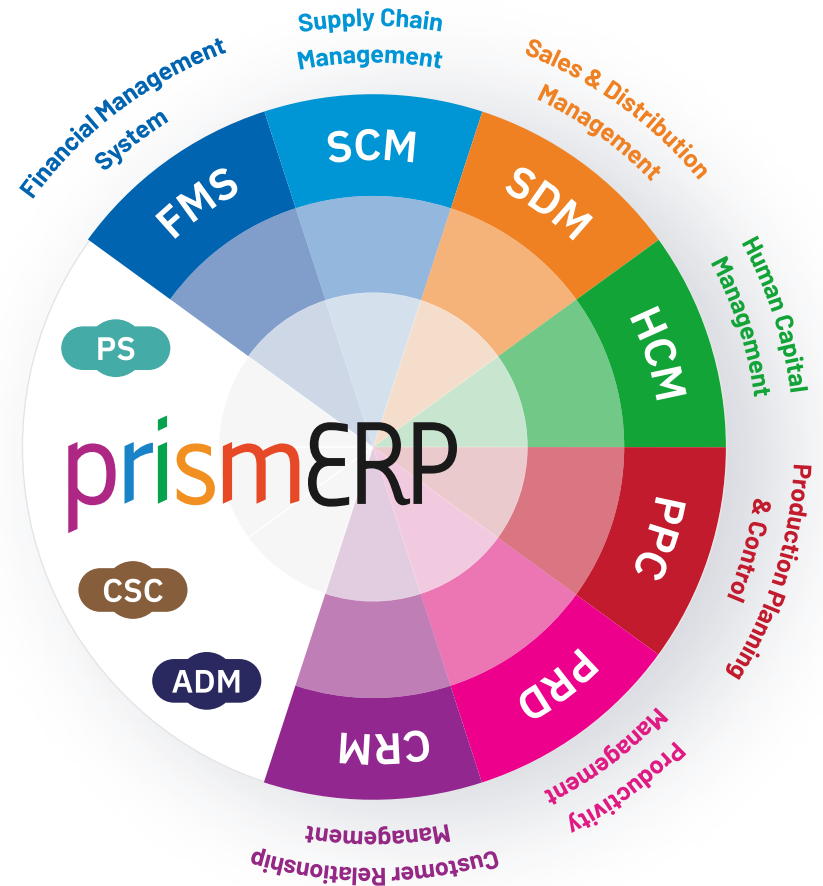 Supply Chain
Management
Financial Management
System
Sales & Distribution
Management
SCM
FMS
SDM
Human Capital
Management
HCM
PS
prismERP
Production Planning
& Control
PPC
CSC
ADM
PRD
Productivity
Management
CRM
Customer Relationship
Management